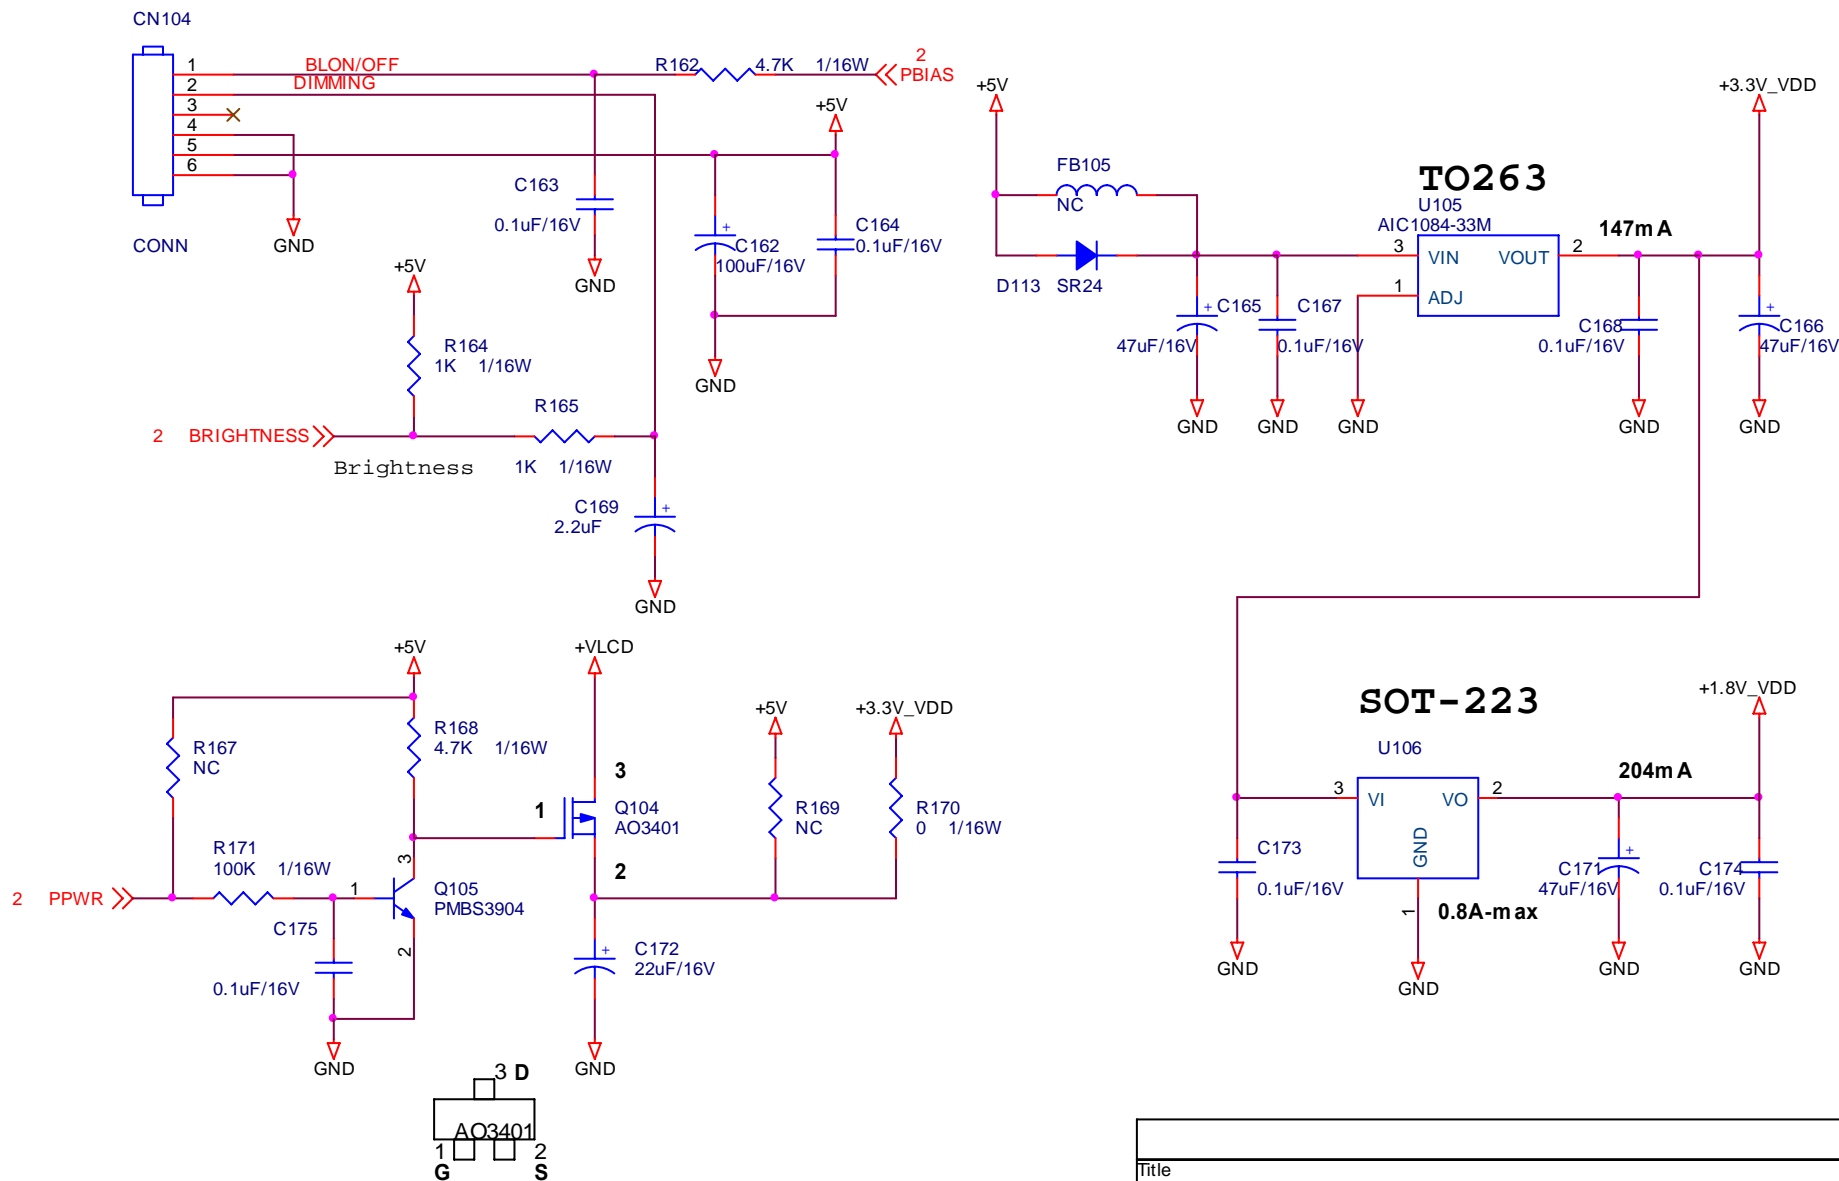 CN104
1
2
3
4
5
6
BLON/OFF
DIMMING
CONN
GND
R162
4.7K 1/16W
2
PBIAS
C163
0.1uF/16V
GND
+5V
C162
100uF/16V
C164
0.1uF/16V
GND
+5V
R164
1K 1/16W
R165
1K 1/16W
2 BRIGHTNESS
Brightness
C169
2.2uF
GND
+5V
FB105
NC
D113 SR24
TO263
U105
AIC1084-33M
3
VIN
VOUT
2
1
ADJ
147mA
+3.3V_VDD
C165
47uF/16V
C167
0.1uF/16V
C168
0.1uF/16V
C166
47uF/16V
GND
GND
GND
GND
GND
+5V
R167
NC
R168
4.7K 1/16W
R171
100K 1/16W
2 PPWR
C175
0.1uF/16V
1
3
2
Q105
PMBS3904
GND
+VLCD
3
1
2
Q104
AO3401
+5V
R169
NC
+3.3V_VDD
R170
0 1/16W
C172
22uF/16V
GND
3 D
AO3401
1
G
2
S
SOT-223
U106
3
VI
VO
2
GND
1
204mA
0.8A-max
+1.8V_VDD
C173
0.1uF/16V
C171
47uF/16V
C174
0.1uF/16V
GND
GND
GND
GND
Title